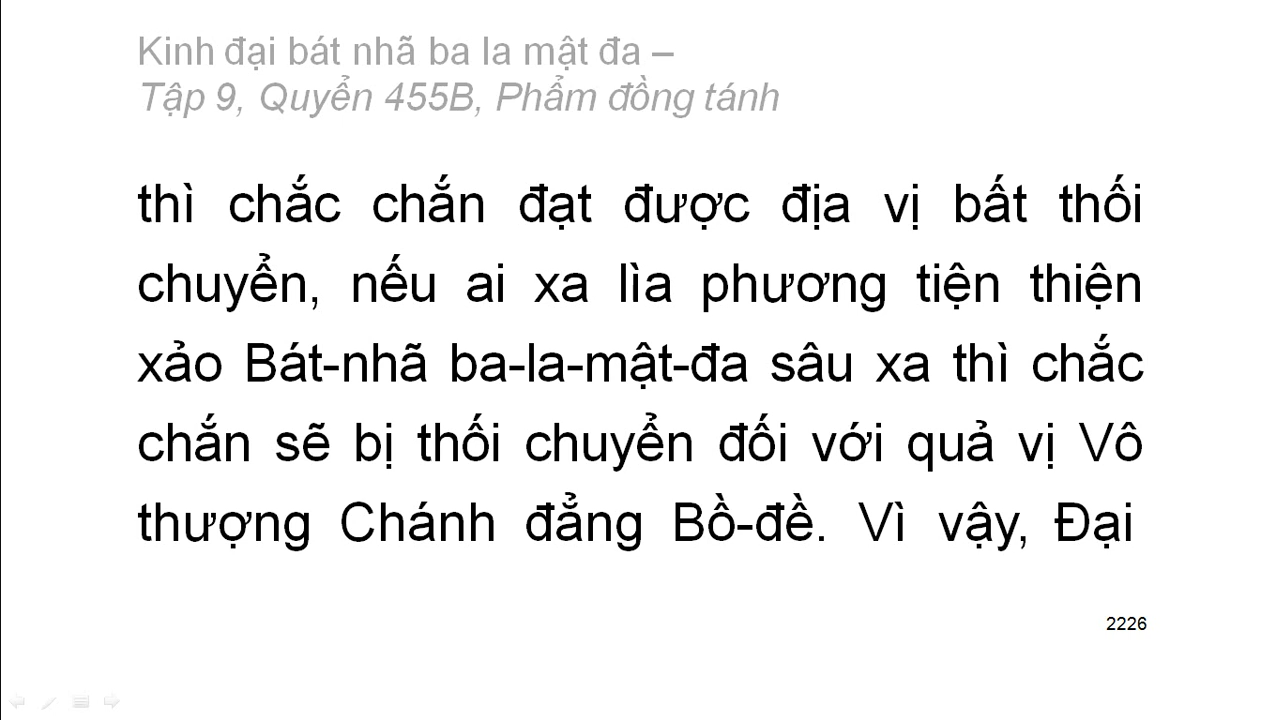 Kinh đại bát nhã ba la mật đa –
Tập 9, Quyển 455B, Phẩm đồng tánh
thì chắc chắn đạt được địa vị bất thối
chuyển, nếu ai xa lìa phương tiện thiện
xảo Bát-nhã ba-la-mật-đa sâu xa thì chắc
chắn sẽ bị thối chuyển đối với quả vị Vô
thượng Chánh đẳng Bồ-đề. Vì vậy, Đại
2226